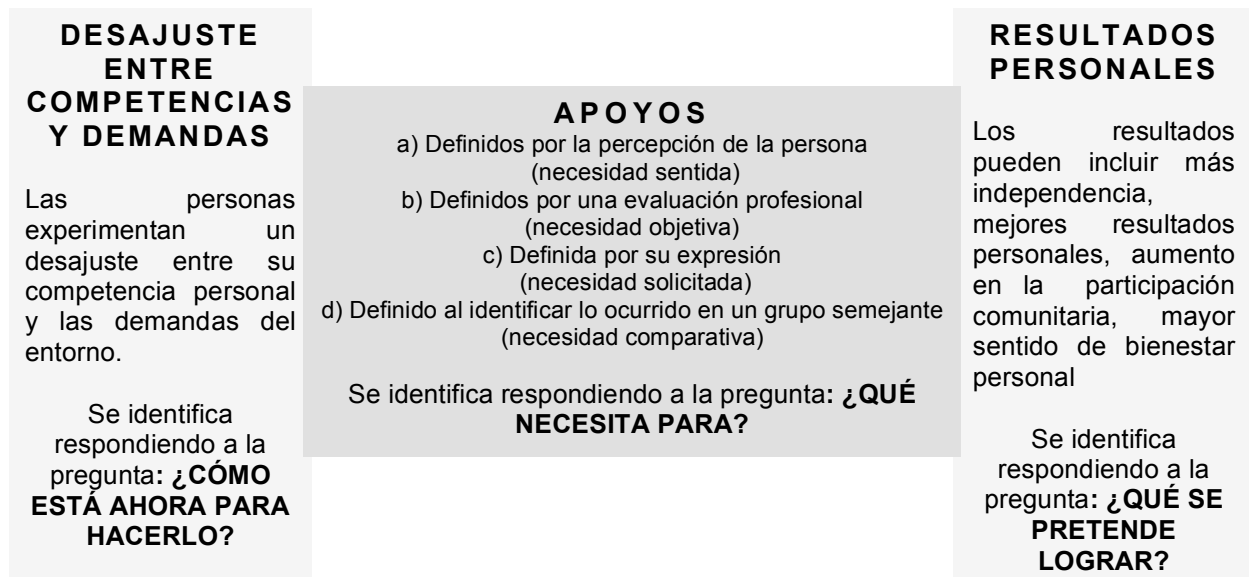 DESAJUSTE
ENTRE
COMPETENCIAS
Y DEMANDAS
Las personas
experimentan un
desajuste entre su
competencia personal
y las demandas del
entorno.
Se identifica
respondiendo a la
pregunta: ¿CÓMO
ESTÁ AHORA PARA
HACERLO?
APOYOS
a) Definidos por la percepción de la persona
(necesidad sentida)
b) Definidos por una evaluación profesional
(necesidad objetiva)
c) Definida por su expresión
(necesidad solicitada)
d) Definido al identificar lo ocurrido en un grupo semejante
(necesidad comparativa)
Se identifica respondiendo a la pregunta: ¿QUÉ
NECESITA PARA?
RESULTADOS
PERSONALES
Los resultados
pueden incluir más
independencia,
mejores resultados
personales, aumento
en la participación
comunitaria, mayor
sentido de bienestar
personal
Se identifica
respondiendo a la
pregunta: ¿QUÉ SE
PRETENDE
LOGRAR?